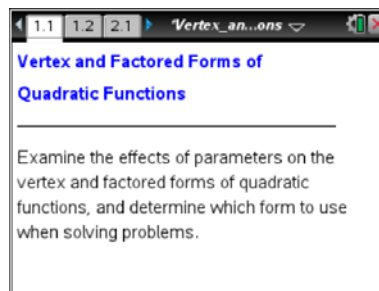 1.1 1.2 2.1 *Vertex_an...ons
Vertex and Factored Forms of
Quadratic Functions
Examine the effects of parameters on the
vertex and factored forms of quadratic
functions, and determine which form to use
when solving problems.